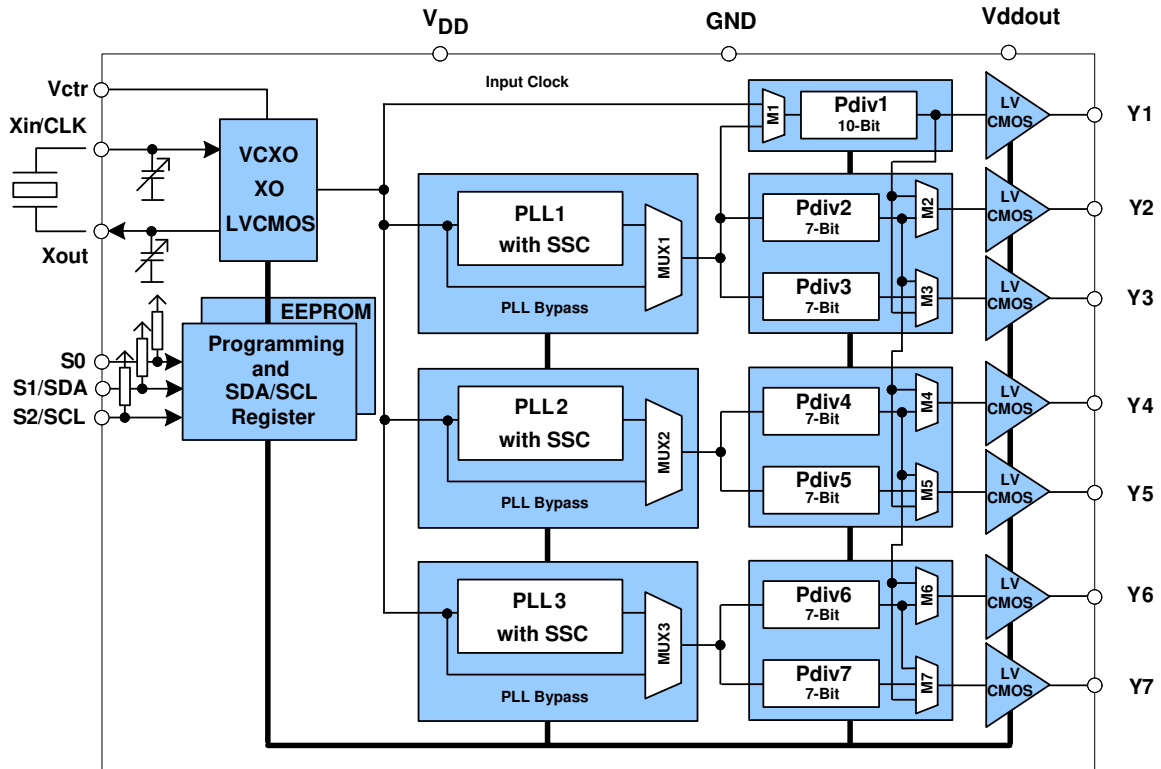 VDD
GND
Vddout
Vctr
Input Clock
Xin/CLK
Xout
VCXO
XO
LVCMOS
EEPROM
Programming
and
SDA/SCL
Register
S0
S1/SDA
S2/SCL
PLL1
with SSC
MUX1
PLL Bypass
PLL2
with SSC
MUX2
PLL Bypass
PLL3
with SSC
MUX3
PLL Bypass
M1
Pdiv1
10-Bit
LV
CMOS
Y1
Pdiv2
7-Bit
M2
LV
CMOS
Y2
Pdiv3
7-Bit
M3
LV
CMOS
Y3
Pdiv4
7-Bit
M4
LV
CMOS
Y4
Pdiv5
7-Bit
M5
LV
CMOS
Y5
Pdiv6
7-Bit
M6
LV
CMOS
Y6
Pdiv7
7-Bit
M7
LV
CMOS
Y7